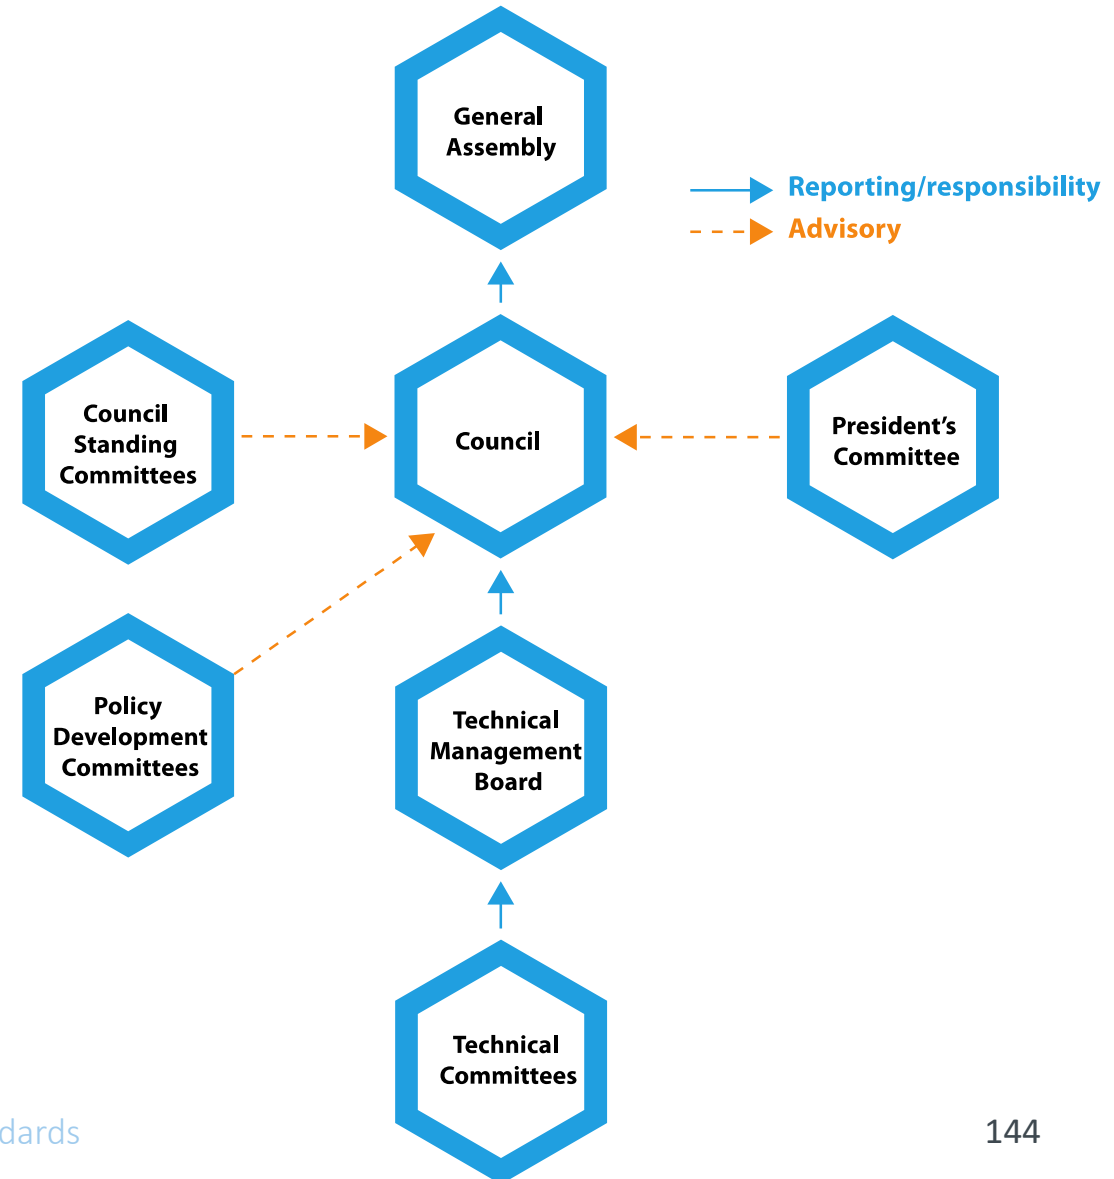 General
Assembly
Reporting/responsibility
Advisory
Council
Standing
Committees
Council
President’s
Committee
Policy
Development
Committees
Technical
Management
Board
Technical
Committees
dards
144